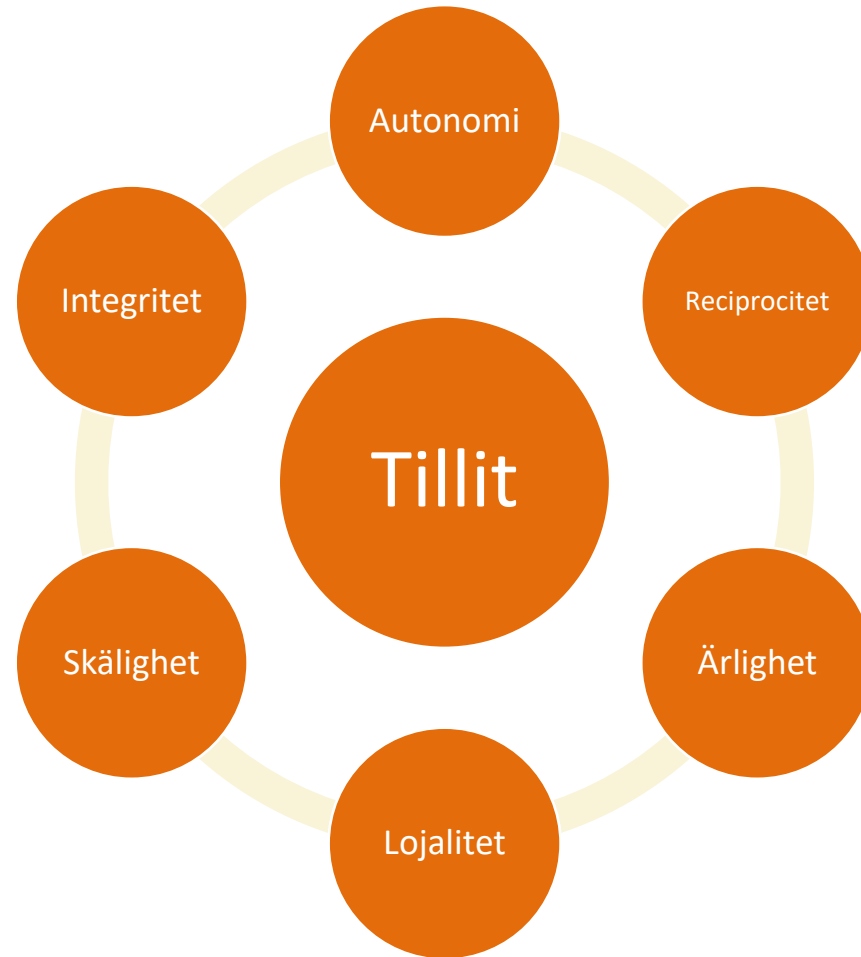 Autonomi
Integritet
Reciprocitet
Tillit
Skälighet
Ärlighet
Lojalitet